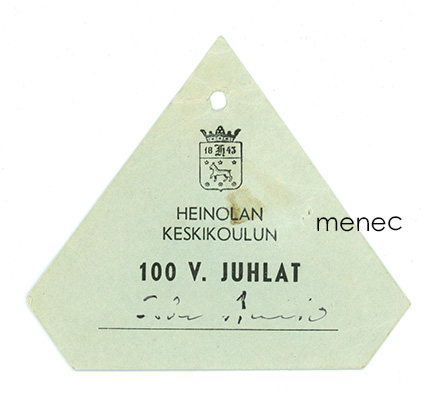 18 H 43
HEINOLAN
menec
KESKIKOULUN
100 V. JUHLAT